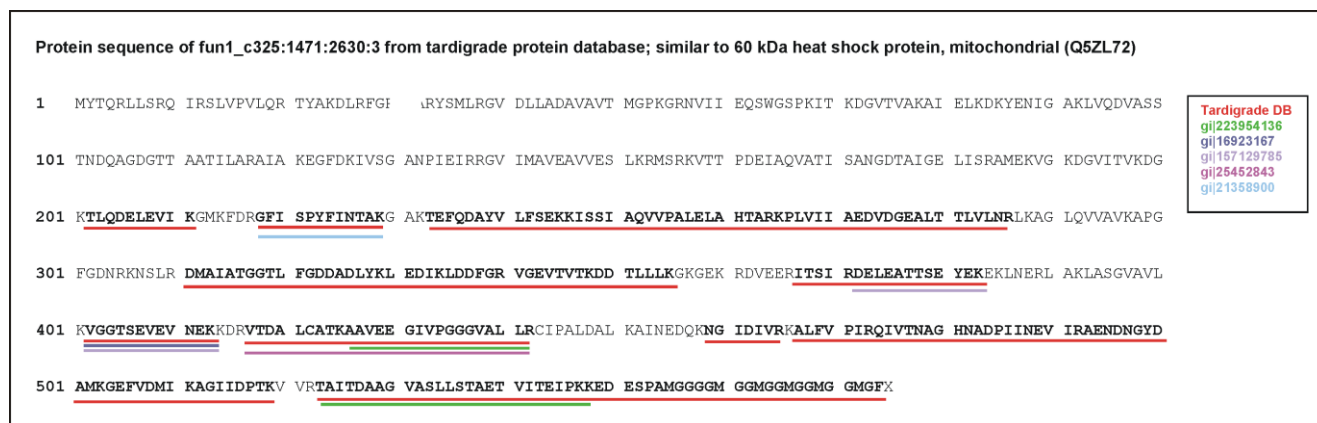 Protein sequence of fun1_c325:1471:2630:3 from tardigrade protein database; similar to 60 kDa heat shock protein, mitochondrial (Q5ZL72)
1 MYTQRLLSRQ IRSLVPVLQR TYAKDLRFGF ARYSMLRGV DLLADAVAVT MGPKGRNVII EQSWGSPKIT KDGVTVAKAI ELKDKYENIG AKLVQDVASS
Tardigrade DB
gi|223954136
gi|16923167
gi|157129785
gi|25452843
gi|21358900
101 TNDQAGDGTT AATILARAIA KEGFDKIVSG ANPIEIRRGV IMAVEAVVES LKRMSRKVTT PDEIAQVATI SANGDTAIGE LISRAMEKVG KDGVITVKDG
201 KTLQDELEVI KGMKFDRGFI SPYFINTAKG AKTEFQDAYV LFSEKKISSI AQVVPALELA HTARKPLVII AEDVDGEALT TLVLNRLKAG LQVVAVKAPG
301 FGDNRKNSLR DMAIATGGTL FGDDADLYKL EDIKLDDFGR VGEVTVTKDD TLLLKGKGEK RDVEERITSI RDELEATTSE YEKEKLNERL AKLASGVAVL
401 KVGGTSEVEV NEKKDRVTDA LCATKAAVEE GIVPGGGVAL LRCIPALDAL KAINEDQKNG IDIVRKALFV PIRQIVTNAG HNADPIINEV IRAENDNGYD
501 AMKGEFVDMI KAGIIDPTKV VRTAITDAAG VASLLSTAET VITEIPKKED ESPAMGGGGM GGMGGMGGMG GMGFX